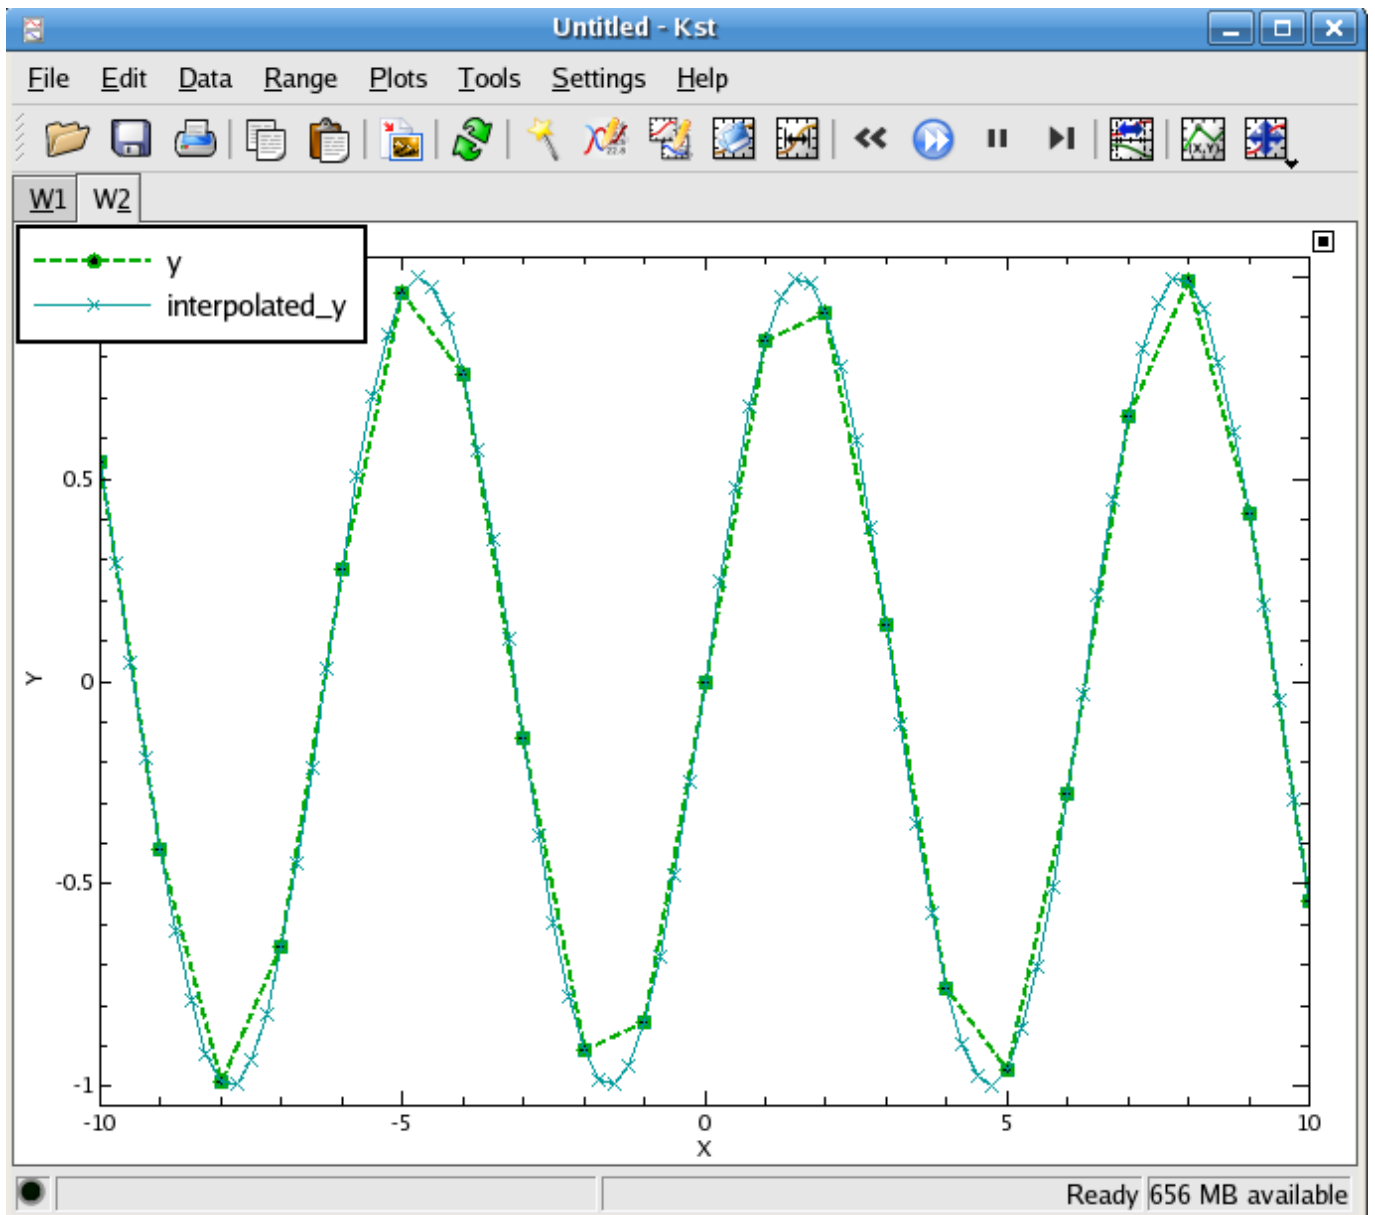 Untitled - Kst
File Edit Data Range Plots Tools Settings Help
W1 W2
y
interpolated_y
0.5
0
-0.5
-1
Y
-10 -5 0 5 10
X
Ready 656 MB available